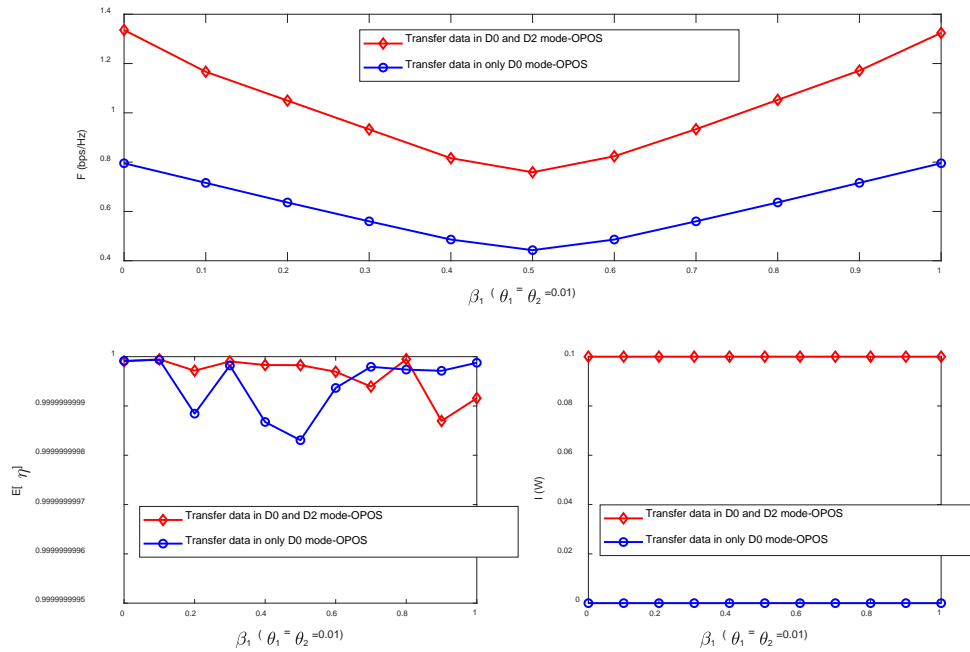 1.4
1.2
1
0.8
0.6
0.4
F (bps/Hz)
Transfer data in D0 and D2 mode-OPOS
Transfer data in only D0 mode-OPOS
0 0.1 0.2 0.3 0.4 0.5 0.6 0.7 0.8 0.9 1
β₁ ( θ₁ = θ₂ =0.01)
1
0.9999999999
0.9999999998
0.9999999997
0.9999999996
0.9999999995
E[ η]
Transfer data in D0 and D2 mode-OPOS
Transfer data in only D0 mode-OPOS
0 0.2 0.4 0.6 0.8 1
β₁ ( θ₁ = θ₂ =0.01)
0.1
0.08
0.06
0.04
0.02
0
I (W)
Transfer data in D0 and D2 mode-OPOS
Transfer data in only D0 mode-OPOS
0 0.2 0.4 0.6 0.8 1
β₁ ( θ₁ = θ₂ =0.01)